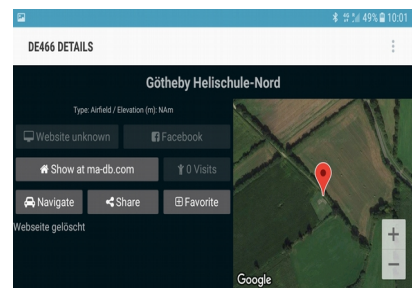 49% 10:01
DE466 DETAILS
Götheby Helischule-Nord
Type: Airfield / Elevation (m): NAm
Website unknown Facebook
Show at ma-db.com 0 Visits
Navigate Share Favorite
Webseite gelöscht
+
−
Google